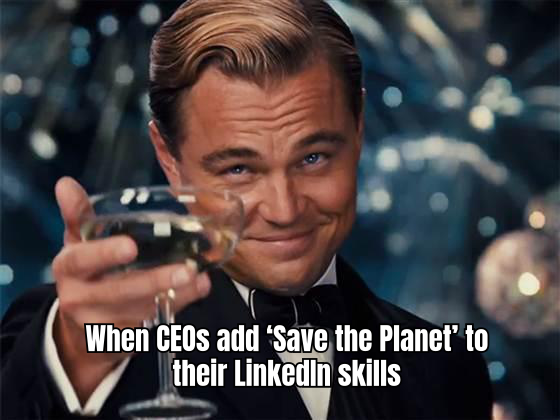 When CEOs add ‘Save the Planet’ to
their LinkedIn skills